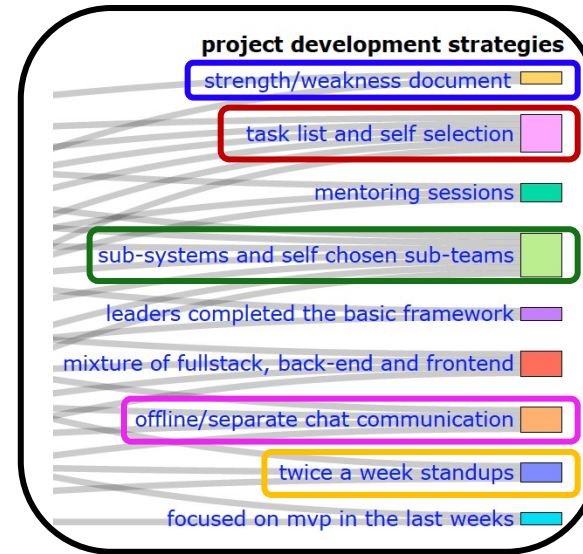 project development strategies
strength/weakness document
task list and self selection
mentoring sessions
sub-systems and self chosen sub-teams
leaders completed the basic framework
mixture of fullstack, back-end and frontend
offline/separate chat communication
twice a week standups
focused on mvp in the last weeks